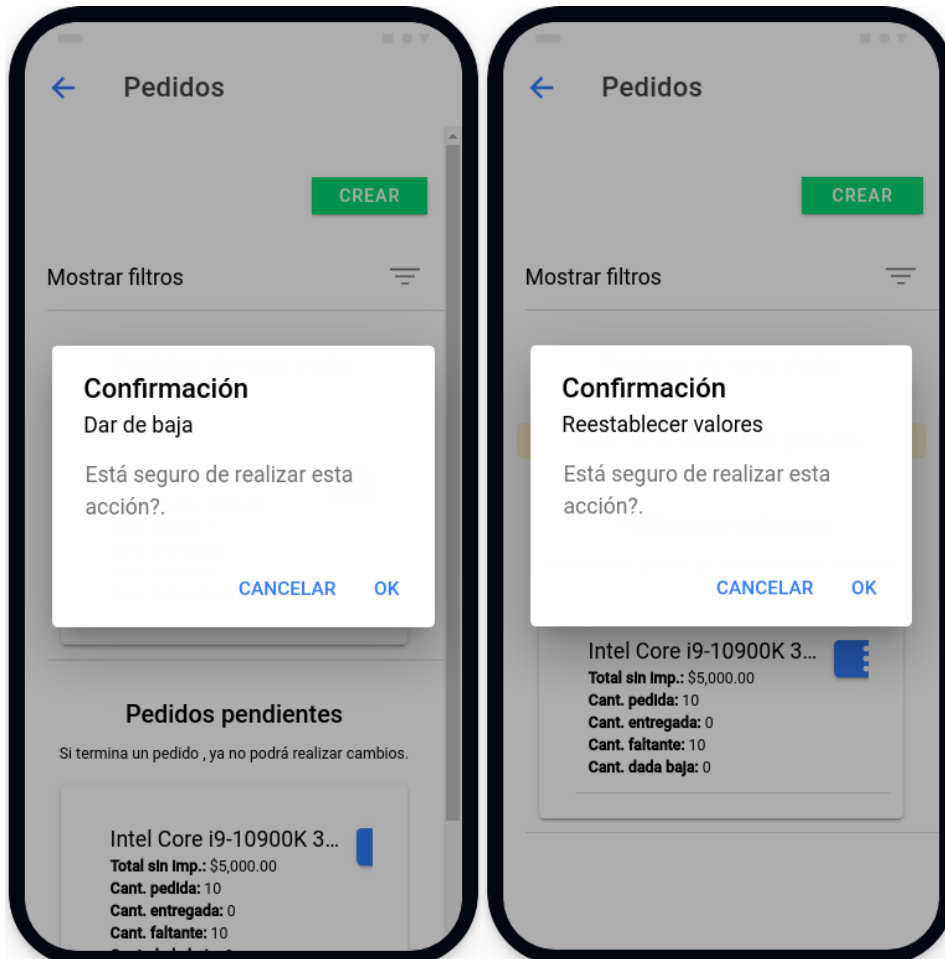 Pedidos
CREAR
Mostrar filtros
Confirmación
Dar de baja
Está seguro de realizar esta
acción?.
CANCELAR OK
Pedidos pendientes
Si termina un pedido , ya no podrá realizar cambios.
Intel Core i9-10900K 3...
Total sin Imp.: $5,000.00
Cant. pedida: 10
Cant. entregada: 0
Cant. faltante: 10
Pedidos
CREAR
Mostrar filtros
Confirmación
Reestablecer valores
Está seguro de realizar esta
acción?.
CANCELAR OK
Intel Core i9-10900K 3...
Total sin Imp.: $5,000.00
Cant. pedida: 10
Cant. entregada: 0
Cant. faltante: 10
Cant. dada baja: 0